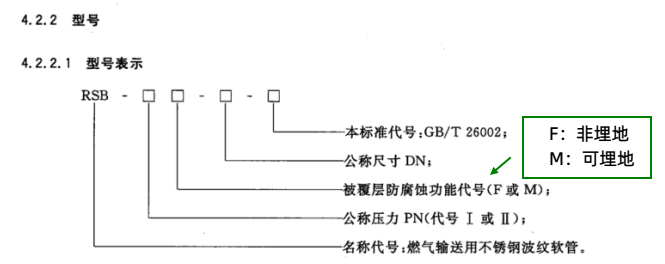 4.2.2 型号
4.2.2.1 型号表示
RSB - □ □ - □ - □
本标准代号:GB/T 26002;
公称尺寸 DN;
被覆层防腐蚀功能代号(F 或 M);
公称压力 PN(代号 Ⅰ 或 Ⅱ);
名称代号:燃气输送用不锈钢波纹软管。
F：非埋地
M：可埋地